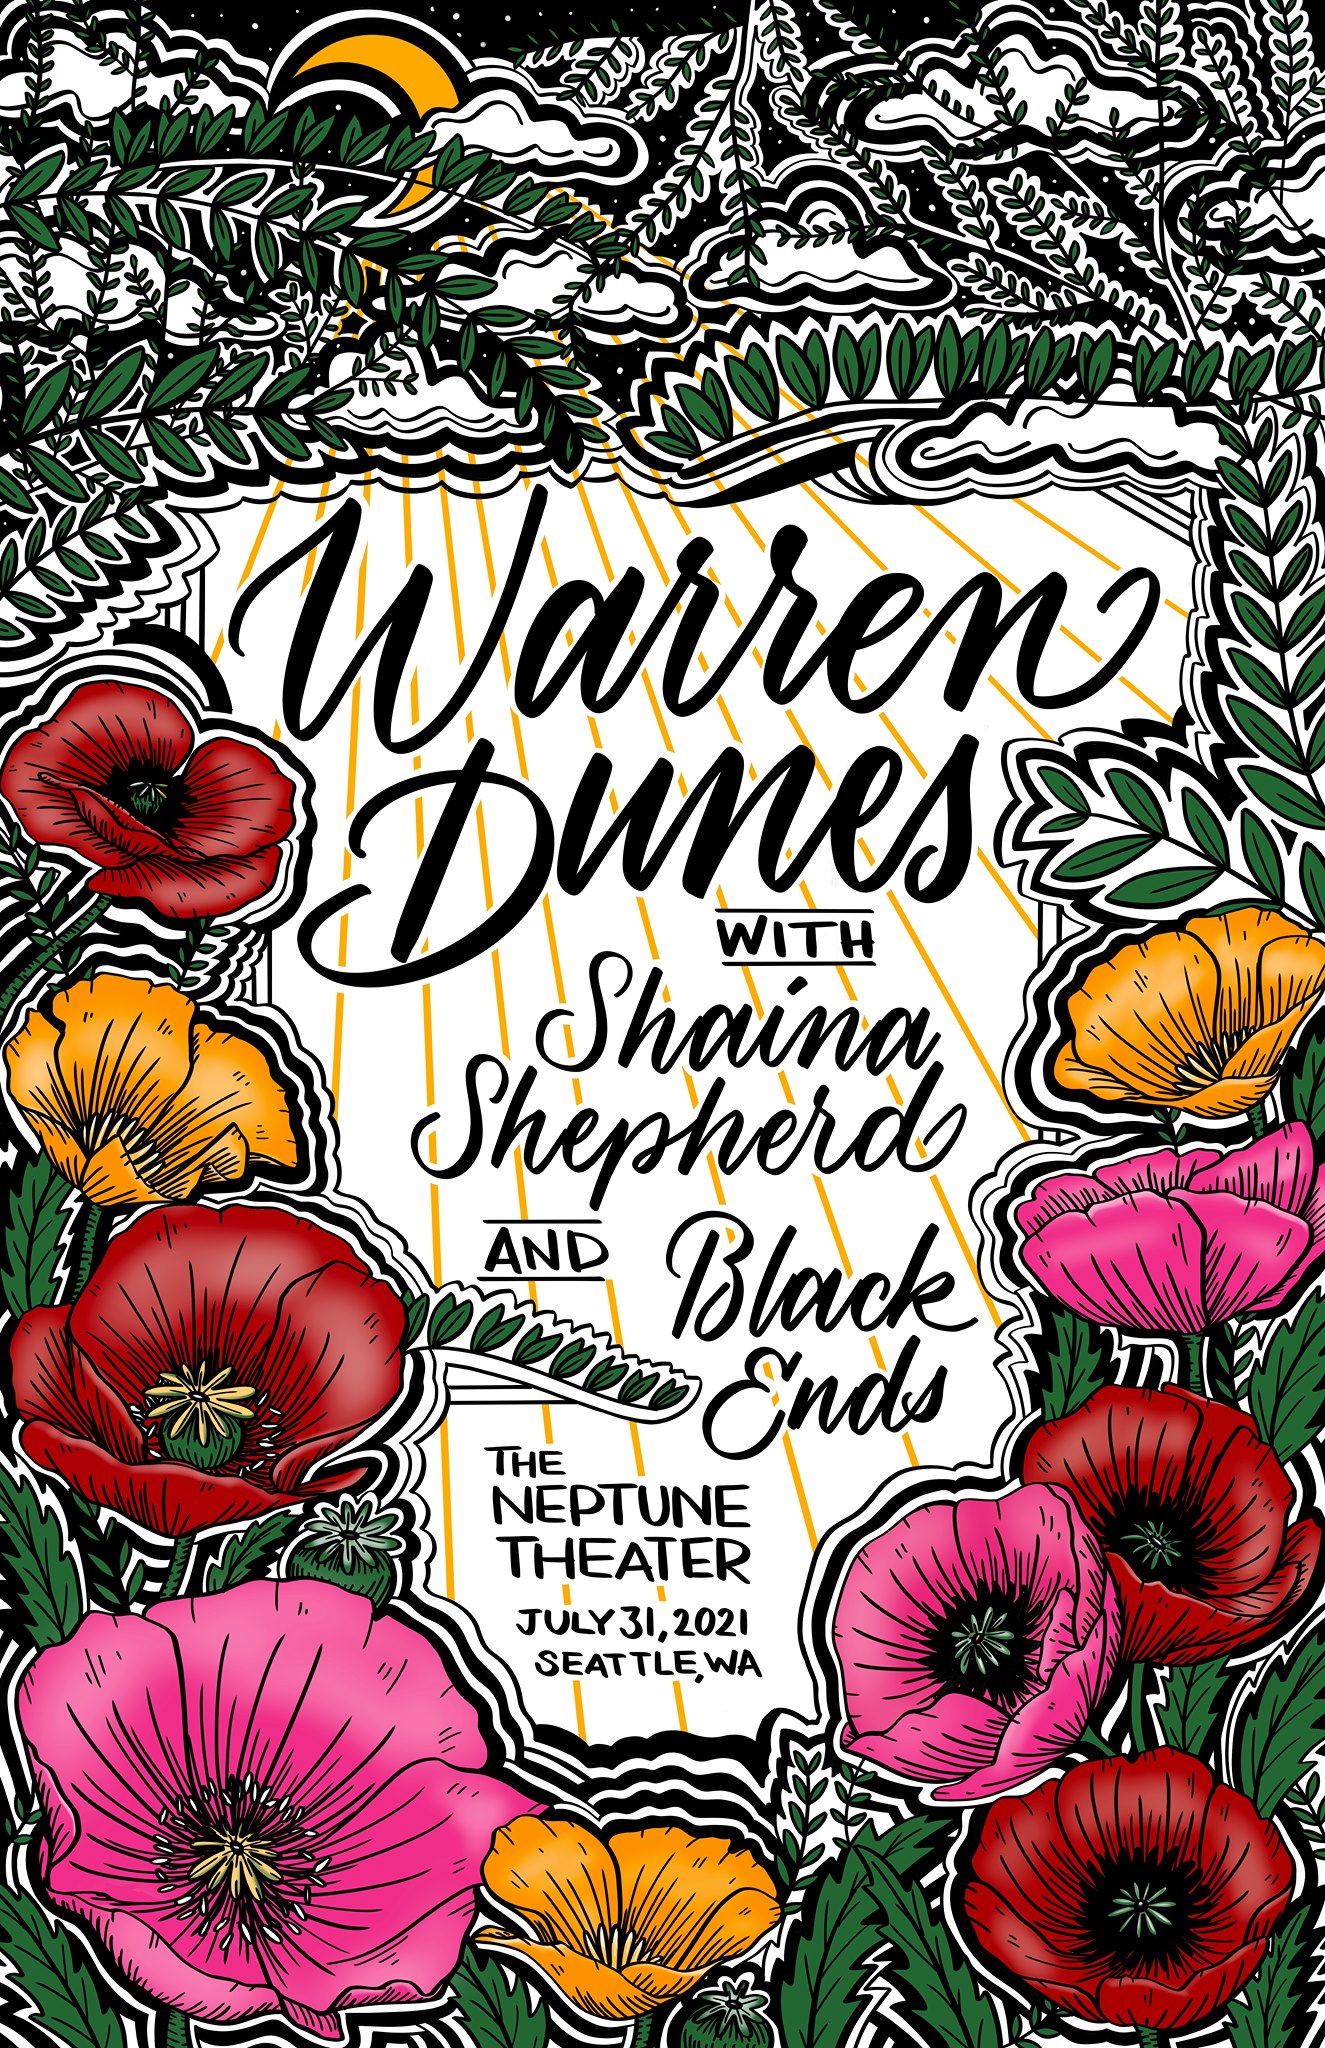 Warren
Dunes
WITH
Shaina
Shepherd
AND
Black
Ends
THE
NEPTUNE
THEATER
JULY 31, 2021
SEATTLE, WA